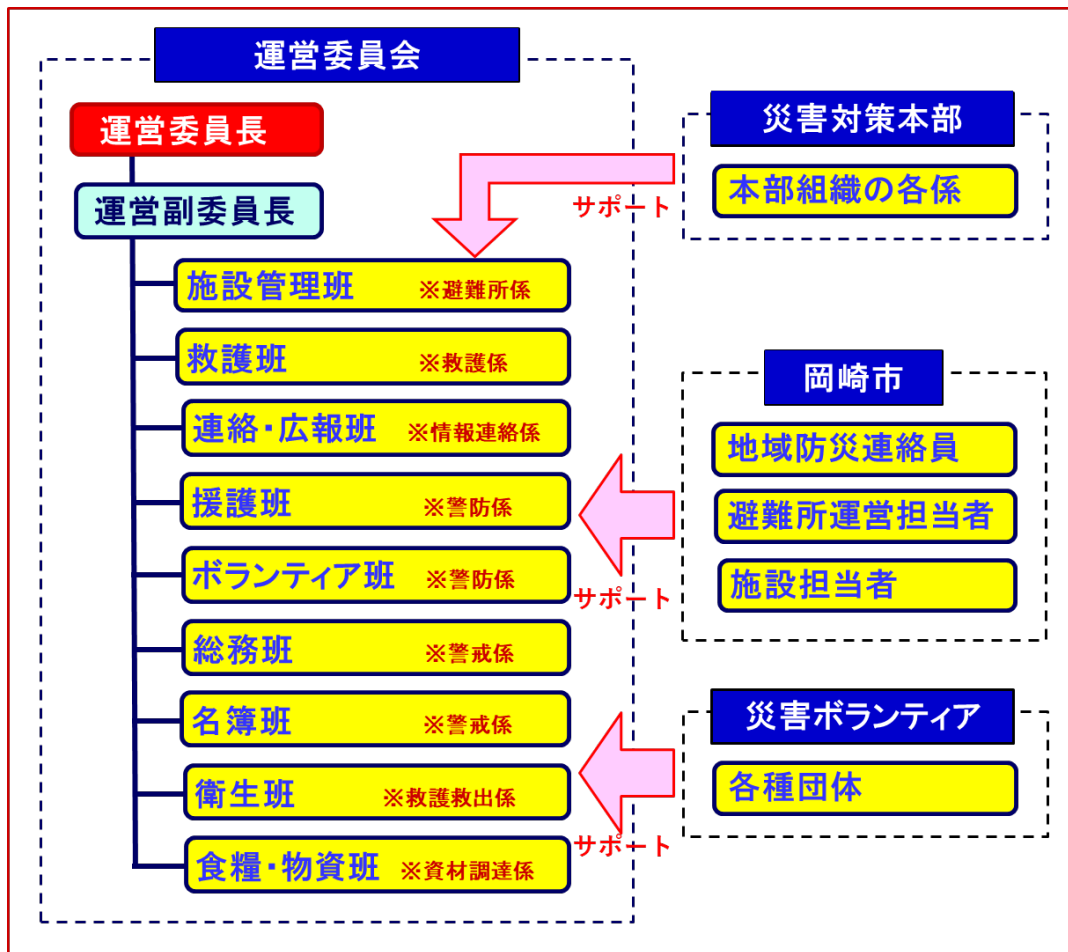 運営委員会
運営委員長
運営副委員長
施設管理班 ※避難所係
救護班 ※救護係
連絡・広報班 ※情報連絡係
援護班 ※警防係
ボランティア班 ※警防係
総務班 ※警戒係
名簿班 ※警戒係
衛生班 ※救護救出係
食糧・物資班 ※資材調達係
災害対策本部
本部組織の各係
サポート
岡崎市
地域防災連絡員
避難所運営担当者
施設担当者
サポート
災害ボランティア
各種団体
サポート